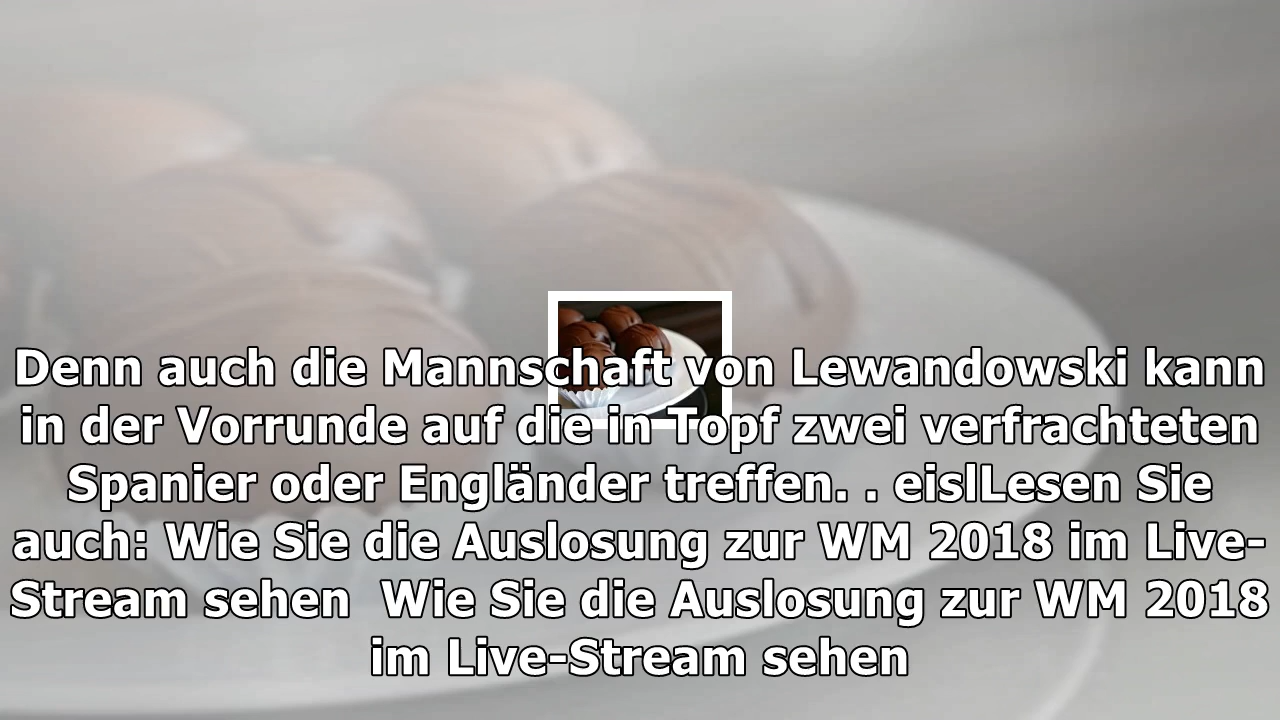 Denn auch die Mannschaft von Lewandowski kann
in der Vorrunde auf die in Topf zwei verfrachteten
Spanier oder Engländer treffen. . eislLesen Sie
auch: Wie Sie die Auslosung zur WM 2018 im Live-
Stream sehen  Wie Sie die Auslosung zur WM 2018
im Live-Stream sehen